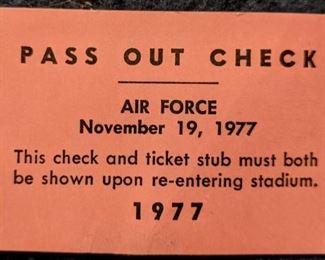 PASS OUT CHECK
AIR FORCE
November 19, 1977
This check and ticket stub must both
be shown upon re-entering stadium.
1977